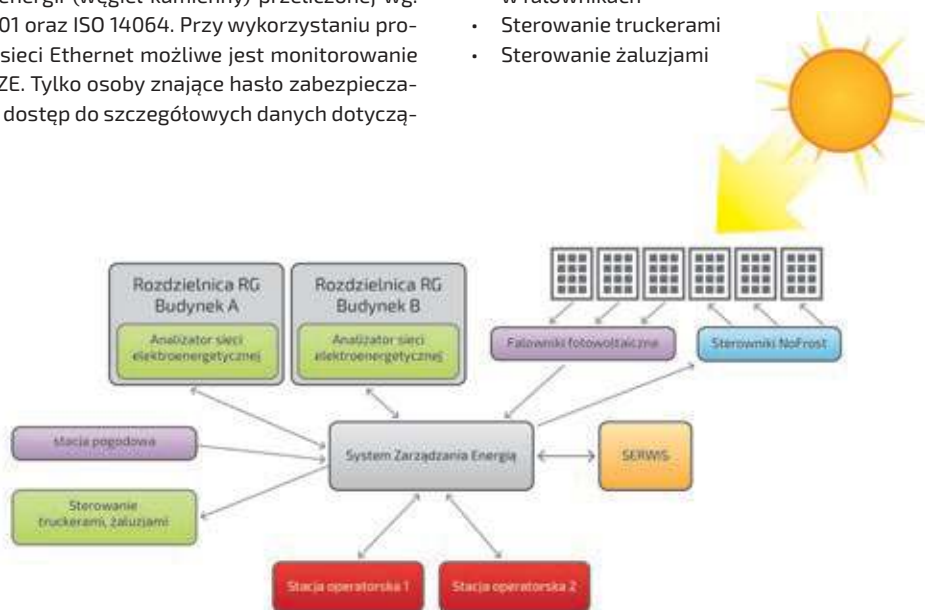 energii (węgiel kamienny) przeliczonej wg.
01 oraz ISO 14064. Przy wykorzystaniu pro-
sieci Ethernet możliwe jest monitorowanie
ZE. Tylko osoby znające hasło zabezpiecza-
dostęp do szczegółowych danych dotyczą-
w falownikach
• Sterowanie truckerami
• Sterowanie żaluzjami
Rozdzielnica RG
Budynek A
Analizator sieci
elektroenergetycznej
Rozdzielnica RG
Budynek B
Analizator sieci
elektroenergetycznej
Falowniki fotowoltaiczne
Sterowniki NoFrost
stacja pogodowa
System Zarządzania Energią
SERWIS
Sterowanie
truckerami, żaluzjami
Stacja operatorska 1
Stacja operatorska 2